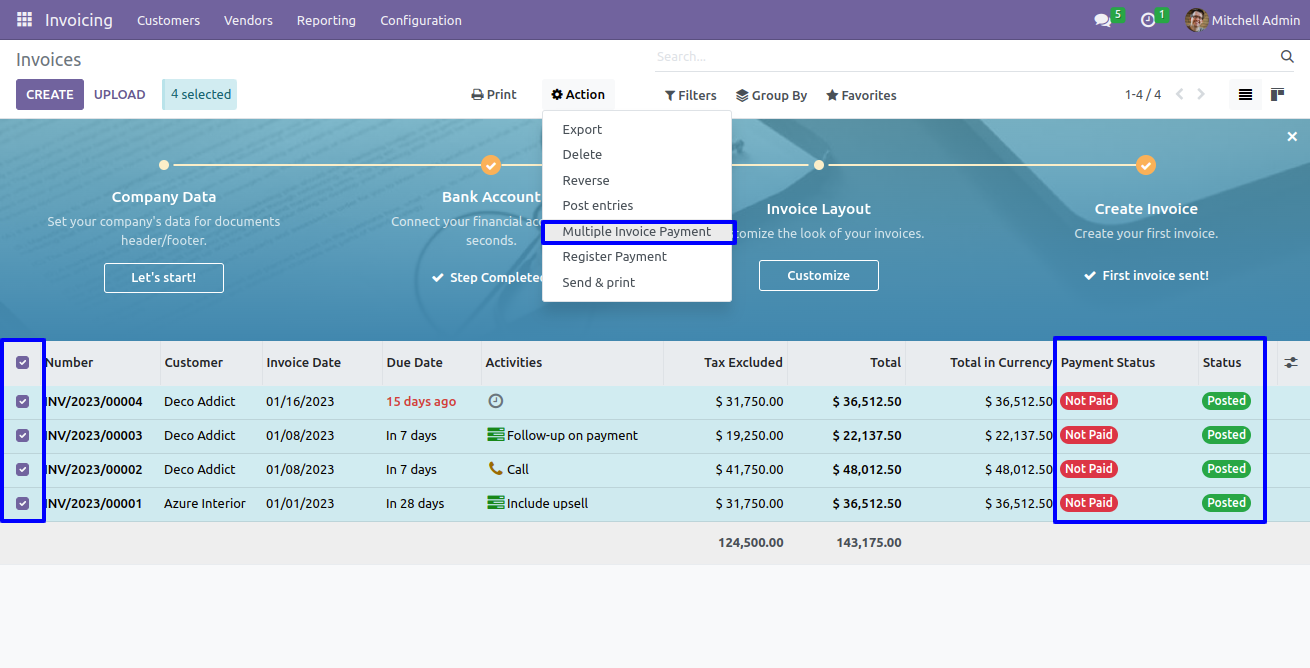 Invoicing Customers Vendors Reporting Configuration 5 1 Mitchell Admin
Invoices Search...
CREATE UPLOAD 4 selected Print Action Filters Group By Favorites 1-4 / 4
Export
Delete
Reverse
Post entries
Multiple Invoice Payment
Register Payment
Send & print
Company Data
Set your company's data for documents
header/footer.
Let's start!
Bank Account
Connect your financial
seconds.
Step Completed
Invoice Layout
the look of your invoices.
Customize
Create Invoice
Create your first invoice.
First invoice sent!
Number Customer Invoice Date Due Date Activities Tax Excluded Total Total in Currency Payment Status Status
INV/2023/00004 Deco Addict 01/16/2023 15 days ago $ 31,750.00 $ 36,512.50 $ 36,512.50 Not Paid Posted
INV/2023/00003 Deco Addict 01/08/2023 In 7 days Follow-up on payment $ 19,250.00 $ 22,137.50 $ 22,137.50 Not Paid Posted
INV/2023/00002 Deco Addict 01/08/2023 In 7 days Call $ 41,750.00 $ 48,012.50 $ 48,012.50 Not Paid Posted
INV/2023/00001 Azure Interior 01/01/2023 In 28 days Include upsell $ 31,750.00 $ 36,512.50 $ 36,512.50 Not Paid Posted
124,500.00 143,175.00